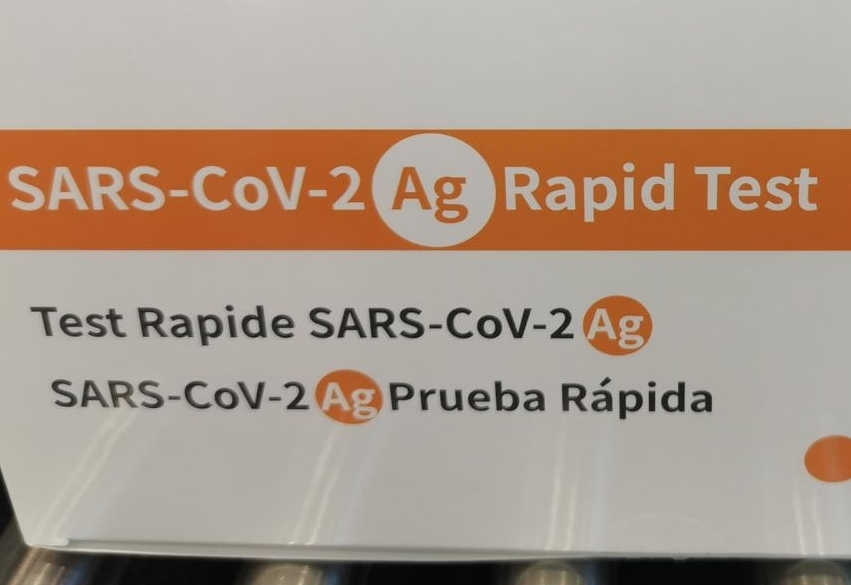 SARS-CoV-2 Ag Rapid Test
Test Rapide SARS-CoV-2 Ag
SARS-CoV-2 Ag Prueba Rápida